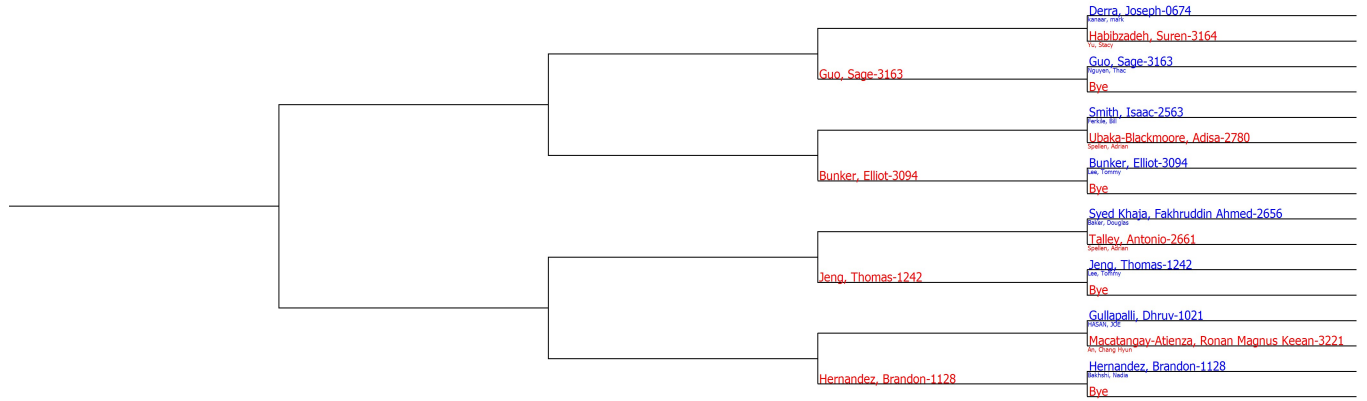 Derra, Joseph-0674
kanaar, mark
Habibzadeh, Suren-3164
Yu, Stacy
Guo, Sage-3163
Guo, Sage-3163
Nguyen, Thac
Bye
Smith, Isaac-2563
Ferkile, Bill
Ubaka-Blackmoore, Adisa-2780
Spellen, Adrian
Bunker, Elliot-3094
Bunker, Elliot-3094
Lee, Tommy
Bye
Syed Khaja, Fakhruddin Ahmed-2656
Baker, Douglas
Talley, Antonio-2661
Spellen, Adrian
Jeng, Thomas-1242
Jeng, Thomas-1242
Lee, Tommy
Bye
Gullapalli, Dhruv-1021
HASAN, JOE
Macatangay-Atienza, Ronan Magnus Keean-3221
An, Chang Hyun
Hernandez, Brandon-1128
Hernandez, Brandon-1128
Bakhshi, Nadia
Bye